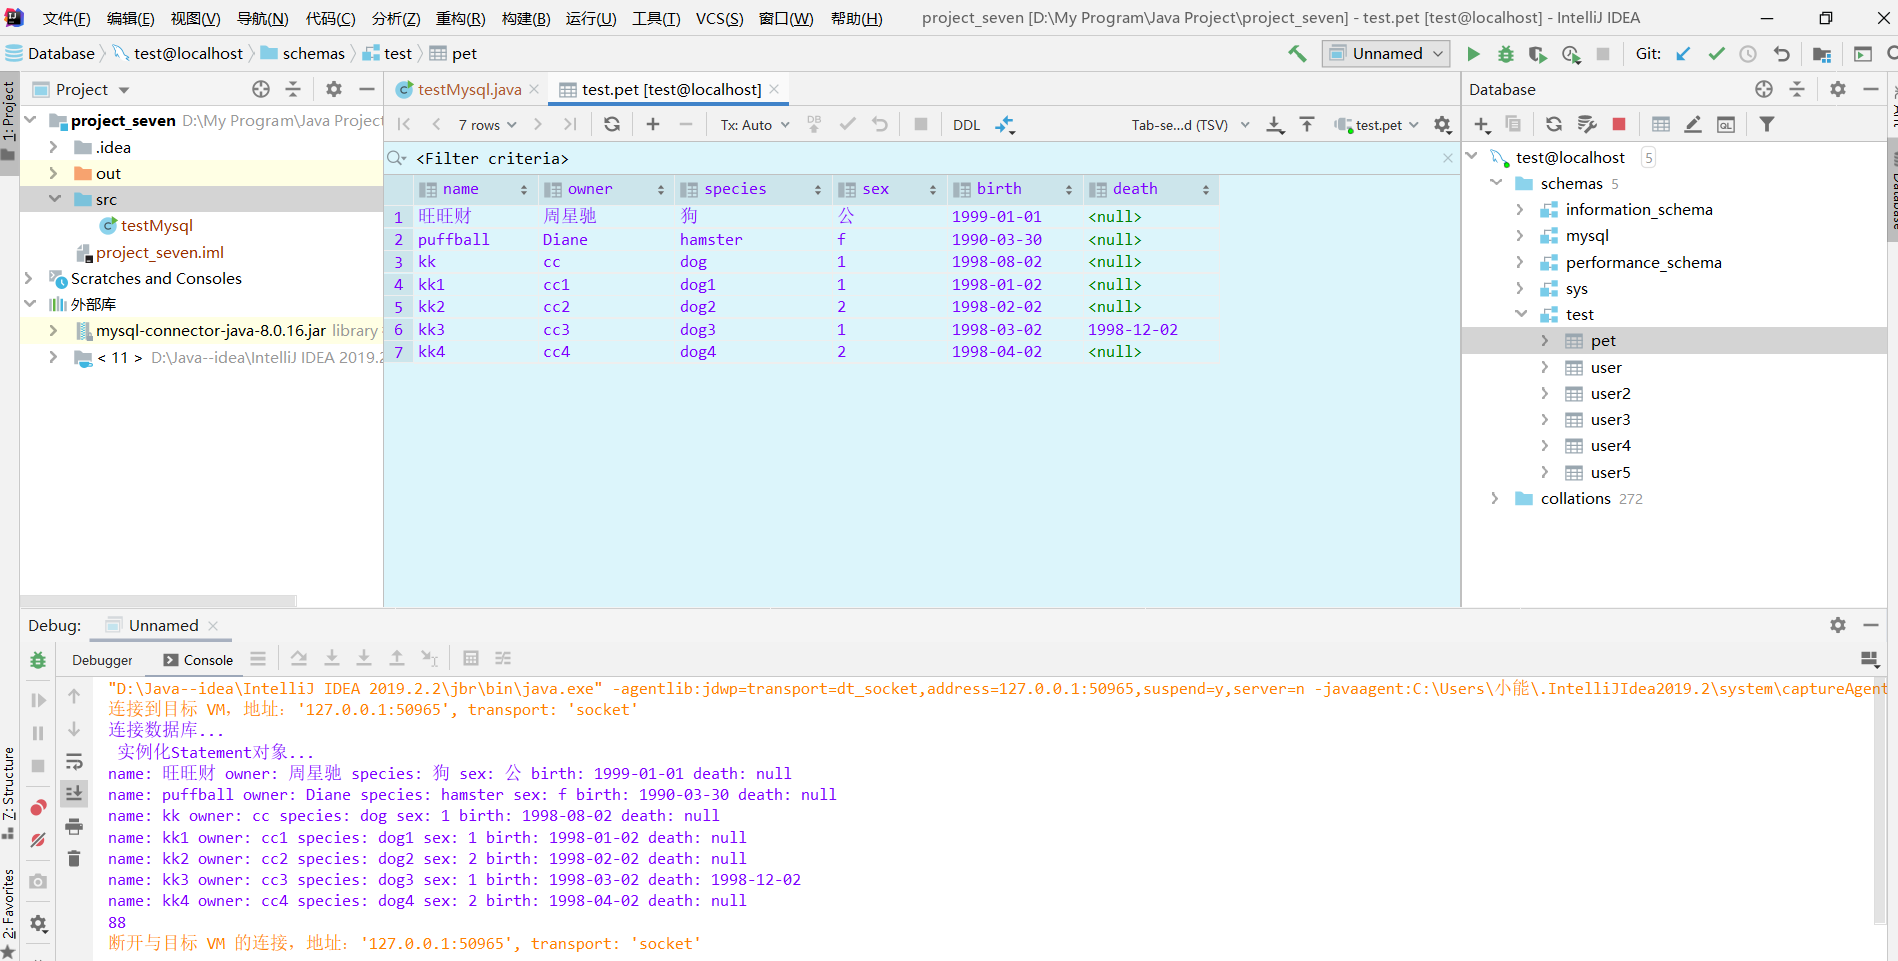 文件(F) 编辑(E) 视图(V) 导航(N) 代码(C) 分析(Z) 重构(R) 构建(B) 运行(U) 工具(T) VCS(S) 窗口(W) 帮助(H) project_seven [D:\My Program\Java Project\project_seven] - test.pet [test@localhost] - IntelliJ IDEA
Database test@localhost schemas test pet Unnamed Git:
1: Project
Project
project_seven D:\My Program\Java Project
.idea
out
src
testMysql
project_seven.iml
Scratches and Consoles
外部库
mysql-connector-java-8.0.16.jar library
< 11 > D:\Java--idea\IntelliJ IDEA 2019.2
testMysql.java test.pet [test@localhost]
7 rows Tx: Auto DB DDL Tab-se...d (TSV) test.pet
<Filter criteria>
name owner species sex birth death
1 旺旺财 周星驰 狗 公 1999-01-01 <null>
2 puffball Diane hamster f 1990-03-30 <null>
3 kk cc dog 1 1998-08-02 <null>
4 kk1 cc1 dog1 1 1998-01-02 <null>
5 kk2 cc2 dog2 2 1998-02-02 <null>
6 kk3 cc3 dog3 1 1998-03-02 1998-12-02
7 kk4 cc4 dog4 2 1998-04-02 <null>
Database
QL
test@localhost 5
schemas 5
information_schema
mysql
performance_schema
sys
test
pet
user
user2
user3
user4
user5
collations 272
Database
Debug: Unnamed
Debugger Console
"D:\Java--idea\IntelliJ IDEA 2019.2.2\jbr\bin\java.exe" -agentlib:jdwp=transport=dt_socket,address=127.0.0.1:50965,suspend=y,server=n -javaagent:C:\Users\小能\.IntelliJIdea2019.2\system\captureAgent
连接到目标 VM, 地址: '127.0.0.1:50965', transport: 'socket'
连接数据库...
实例化Statement对象...
name: 旺旺财 owner: 周星驰 species: 狗 sex: 公 birth: 1999-01-01 death: null
name: puffball owner: Diane species: hamster sex: f birth: 1990-03-30 death: null
name: kk owner: cc species: dog sex: 1 birth: 1998-08-02 death: null
name: kk1 owner: cc1 species: dog1 sex: 1 birth: 1998-01-02 death: null
name: kk2 owner: cc2 species: dog2 sex: 2 birth: 1998-02-02 death: null
name: kk3 owner: cc3 species: dog3 sex: 1 birth: 1998-03-02 death: 1998-12-02
name: kk4 owner: cc4 species: dog4 sex: 2 birth: 1998-04-02 death: null
88
断开与目标 VM 的连接, 地址: '127.0.0.1:50965', transport: 'socket'
Z: Structure
2: Favorites